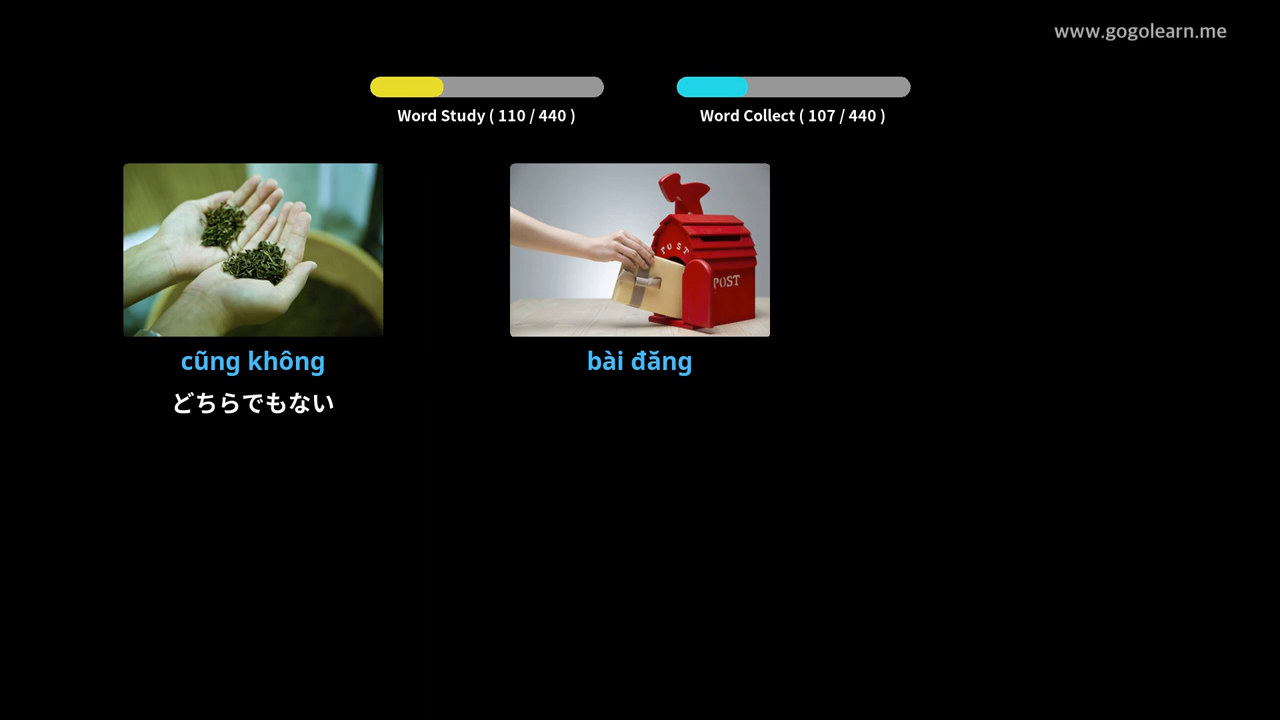 www.gogolearn.me
Word Study ( 110 / 440 )
Word Collect ( 107 / 440 )
POST
POST
cũng không
bài đăng
どちらでもない